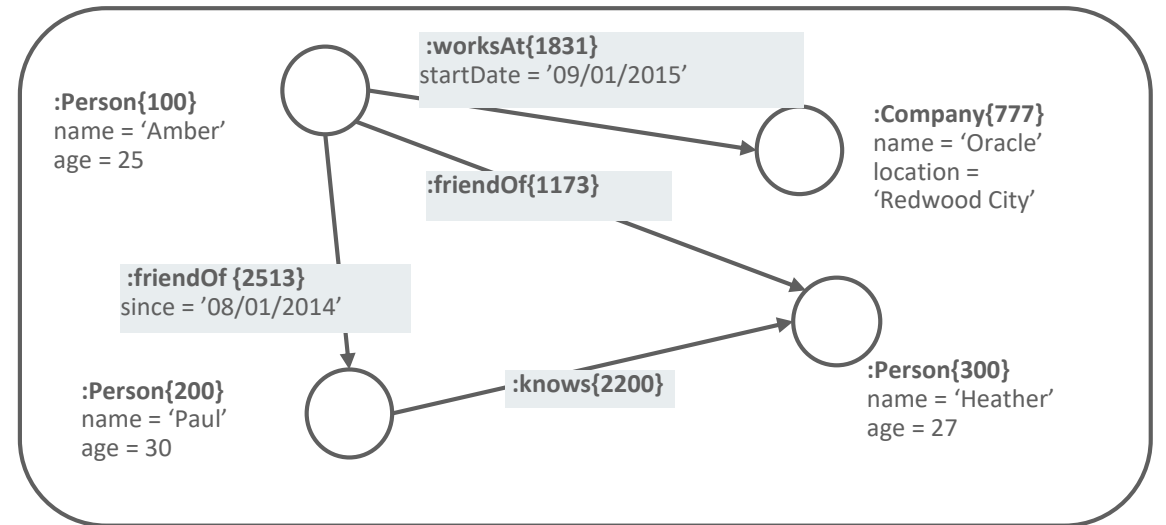 :worksAt{1831}
startDate = ’09/01/2015’
:Person{100}
name = ‘Amber’
age = 25
:Company{777}
name = ‘Oracle’
location =
‘Redwood City’
:friendOf{1173}
:friendOf {2513}
since = ’08/01/2014’
:Person{200}
name = ‘Paul’
age = 30
:knows{2200}
:Person{300}
name = ‘Heather’
age = 27